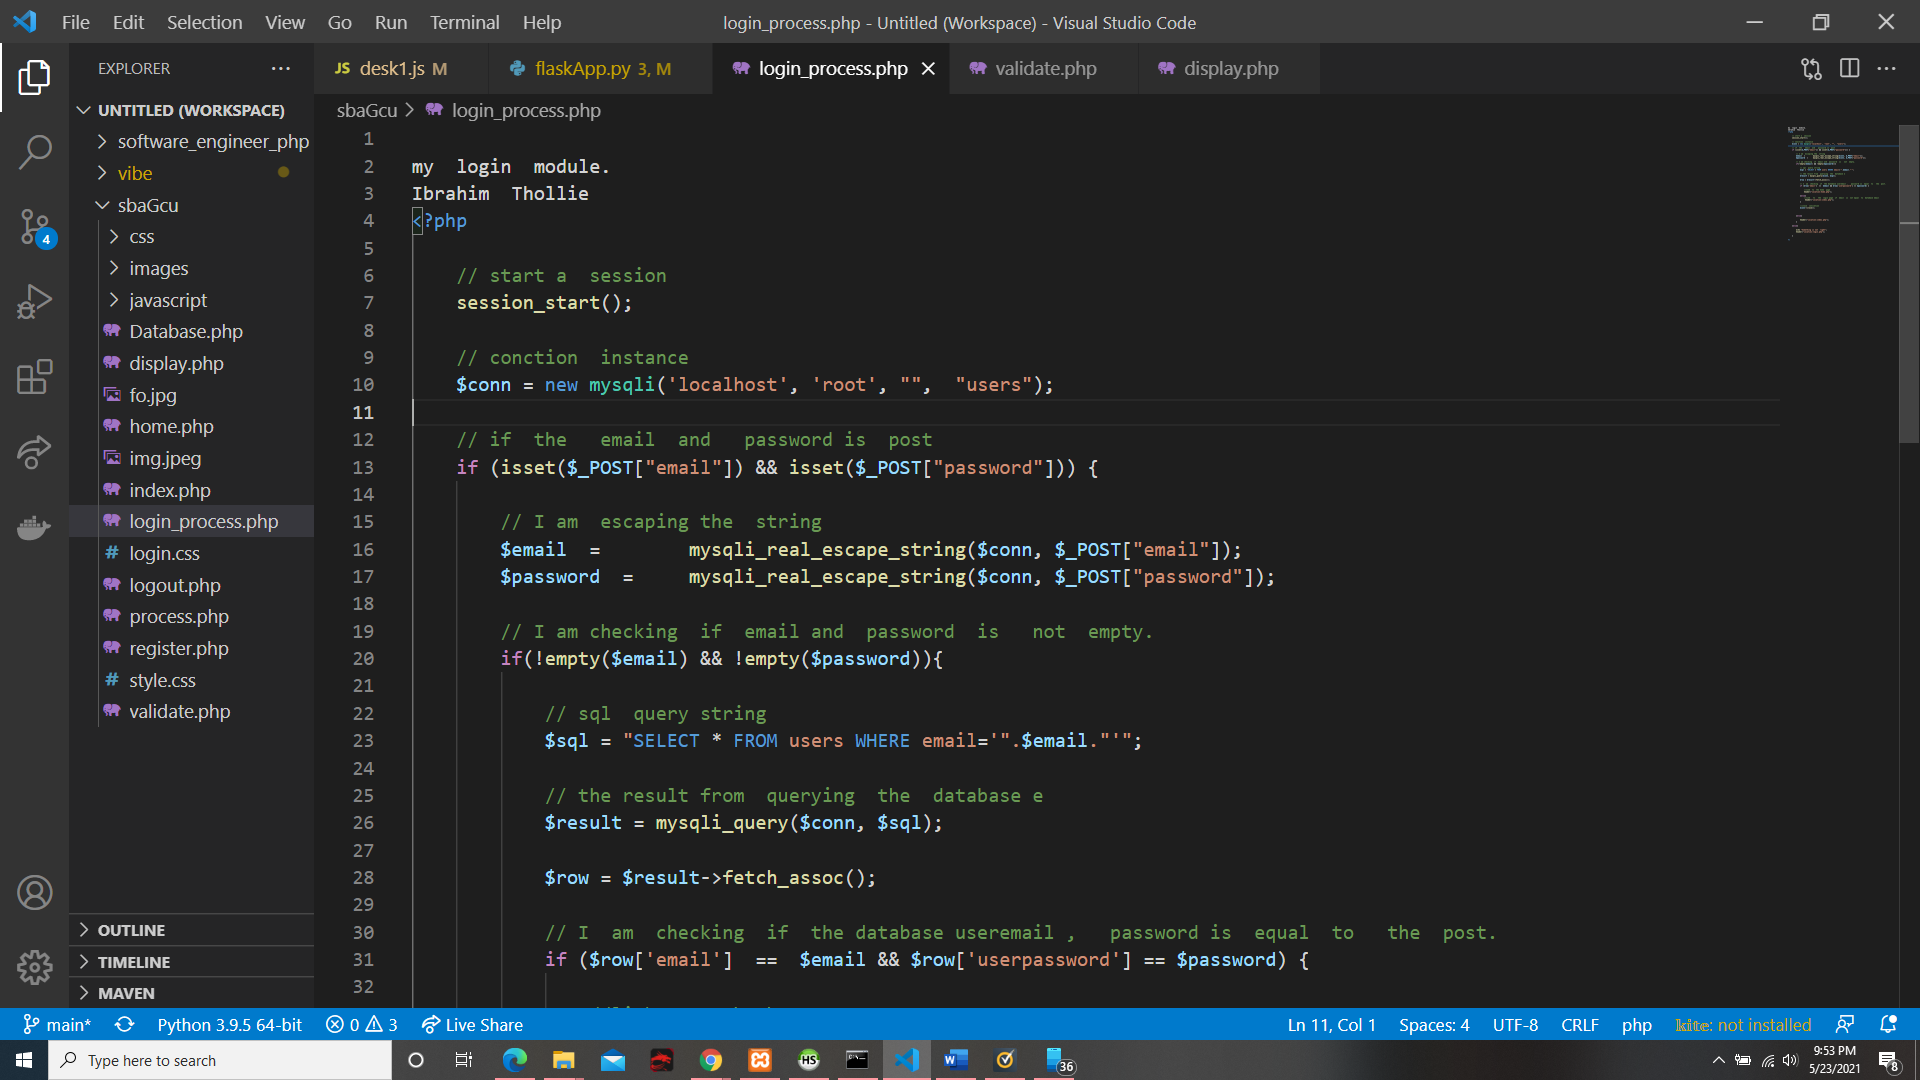 File Edit Selection View Go Run Terminal Help
login_process.php - Untitled (Workspace) - Visual Studio Code
EXPLORER
UNTITLED (WORKSPACE)
software_engineer_php
vibe
sbaGcu
css
images
javascript
Database.php
display.php
fo.jpg
home.php
img.jpeg
index.php
login_process.php
login.css
logout.php
process.php
register.php
style.css
validate.php
OUTLINE
TIMELINE
MAVEN
4
JS desk1.js M
flaskApp.py 3, M
login_process.php
validate.php
display.php
sbaGcu > login_process.php
1
2 my  login  module.
3 Ibrahim  Thollie
4 <?php
5
6 // start a  session
7 session_start();
8
9 // conction  instance
10 $conn = new mysqli('localhost', 'root', "",  "users");
11
12 // if  the   email  and   password is  post
13 if (isset($_POST["email"]) && isset($_POST["password"])) {
14
15 // I am  escaping the  string
16 $email  =        mysqli_real_escape_string($conn, $_POST["email"]);
17 $password  =     mysqli_real_escape_string($conn, $_POST["password"]);
18
19 // I am checking  if  email and  password  is   not  empty.
20 if(!empty($email) && !empty($password)){
21
22 // sql  query string
23 $sql = "SELECT * FROM users WHERE email='".$email."'";
24
25 // the result from  querying  the  database e
26 $result = mysqli_query($conn, $sql);
27
28 $row = $result->fetch_assoc();
29
30 // I  am  checking  if  the database useremail ,   password is  equal  to   the  post.
31 if ($row['email']  ==  $email && $row['userpassword'] == $password) {
32
main* Python 3.9.5 64-bit 0 3 Live Share
Ln 11, Col 1 Spaces: 4 UTF-8 CRLF php kite: not installed
Type here to search
HS
36
9:53 PM
5/23/2021
8